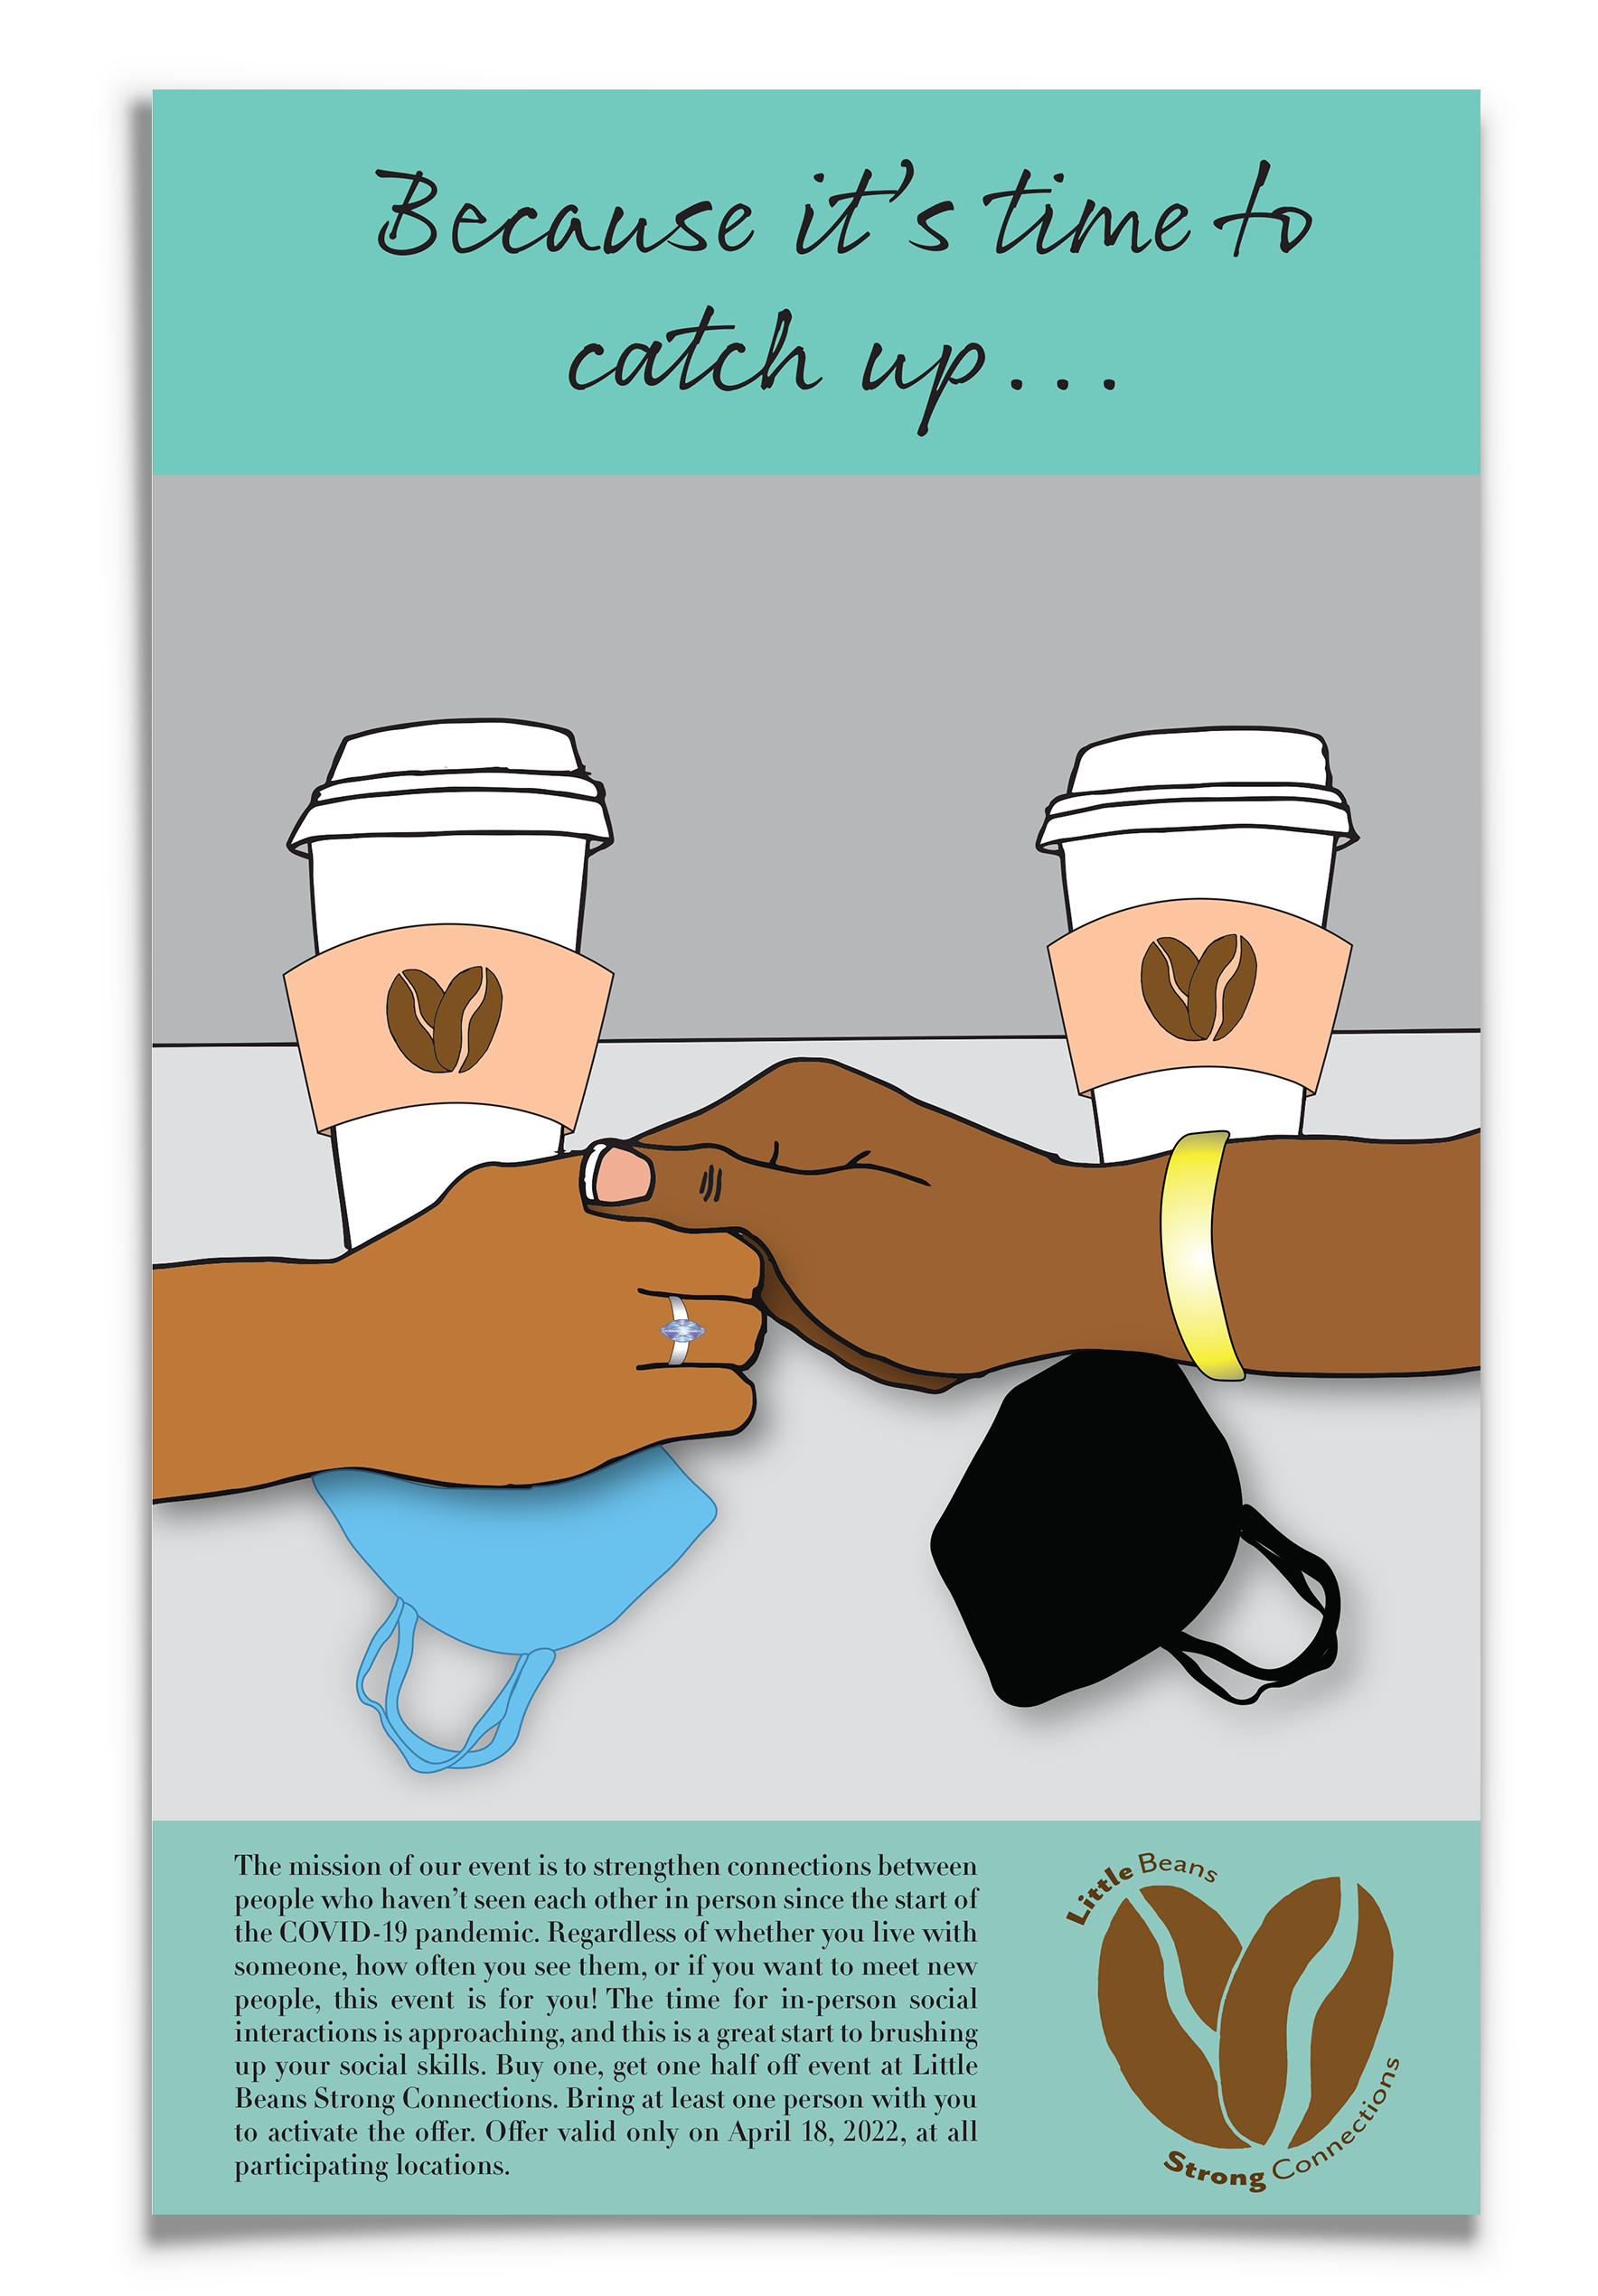 Because it's time to
catch up...
The mission of our event is to strengthen connections between
people who haven't seen each other in person since the start of
the COVID-19 pandemic. Regardless of whether you live with
someone, how often you see them, or if you want to meet new
people, this event is for you! The time for in-person social
interactions is approaching, and this is a great start to brushing
up your social skills. Buy one, get one half off event at Little
Beans Strong Connections. Bring at least one person with you
to activate the offer. Offer valid only on April 18, 2022, at all
participating locations.
Little Beans
Strong Connections